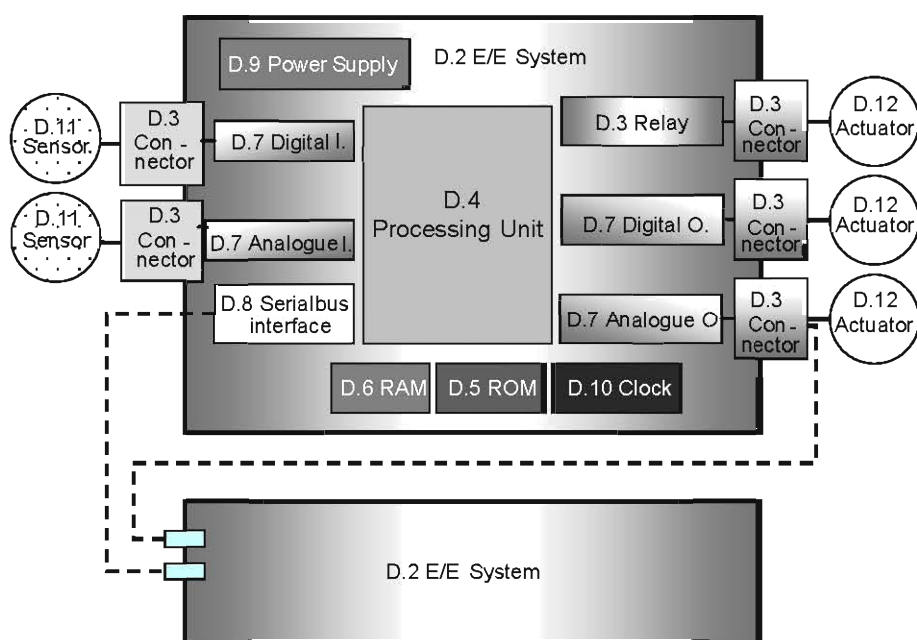 D.2 E/E System
D.9 Power Supply
D.11
Sensor.
D.3
Con -
nector
D.7 Digital I.
D.11
Sensor
D.3
Con -
nector
D.7 Analogue I.
D.8 Serialbus
interface
D.4
Processing Unit
D.3 Relay
D.3
Con -
nector
D.12
Actuator
D.7 Digital O.
D.3
Con -
nector
D.12
Actuator
D.7 Analogue O
D.3
Con -
nector
D.12
Actuator
D.6 RAM
D.5 ROM
D.10 Clock
D.2 E/E System